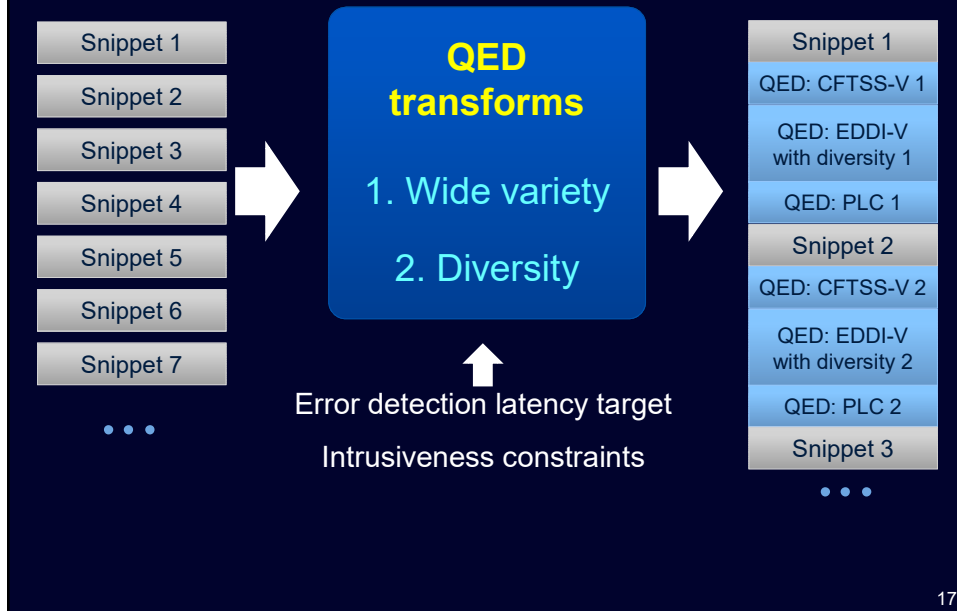 Snippet 1
Snippet 2
Snippet 3
Snippet 4
Snippet 5
Snippet 6
Snippet 7
• • •
QED
transforms
1. Wide variety
2. Diversity
Error detection latency target
Intrusiveness constraints
Snippet 1
QED: CFTSS-V 1
QED: EDDI-V
with diversity 1
QED: PLC 1
Snippet 2
QED: CFTSS-V 2
QED: EDDI-V
with diversity 2
QED: PLC 2
Snippet 3
• • •
17